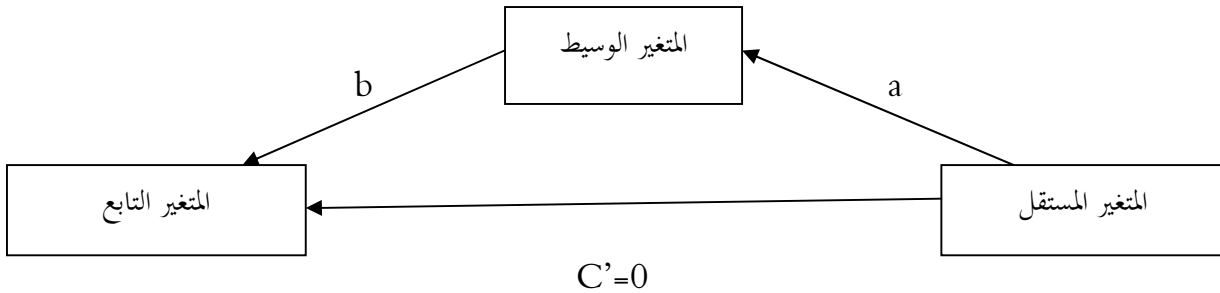 المتغير الوسيط
b
a
المتغير التابع
المتغير المستقل
C’=0